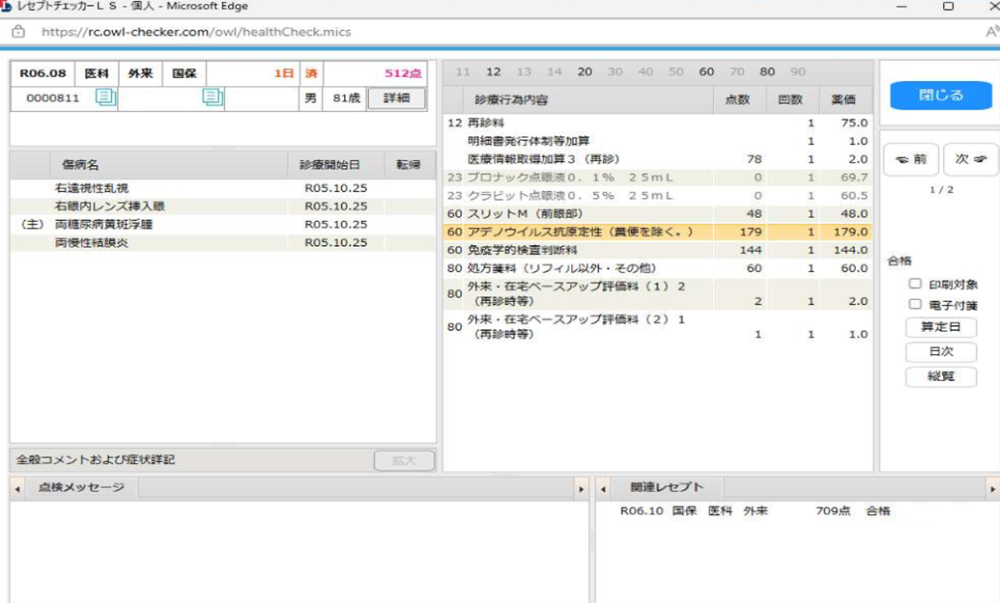 レセプトチェッカーＬＳ - 個人 - Microsoft Edge
https://rc.owl-checker.com/owl/healthCheck.mics
R06.08 医科 外来 国保 1日 済 512点
0000811 男 81歳 詳細
傷病名 診療開始日 転帰
右遠視性乱視 R05.10.25
右眼内レンズ挿入眼 R05.10.25
（主） 両糖尿病黄斑浮腫 R05.10.25
両慢性結膜炎 R05.10.25
全般コメントおよび症状詳記 拡大
11 12 13 14 20 30 40 50 60 70 80 90
診療行為内容 点数 回数 薬価
12 再診料 1 75.0
明細書発行体制等加算 1 1.0
医療情報取得加算３（再診） 78 1 2.0
23 ブロナック点眼液０．１％ ２５ｍＬ 0 1 69.7
23 クラビット点眼液０．５％ ２５ｍＬ 0 1 60.5
60 スリットＭ（前眼部） 48 1 48.0
60 アデノウイルス抗原定性（糞便を除く。） 179 1 179.0
60 免疫学的検査判断料 144 1 144.0
80 処方箋料（リフィル以外・その他） 60 1 60.0
80 外来・在宅ベースアップ評価料（１）２
（再診時等） 2 1 2.0
80 外来・在宅ベースアップ評価料（２）１
（再診時等） 1 1 1.0
閉じる
前 次
1 / 2
合格
印刷対象
電子付箋
算定日
日次
縦覧
点検メッセージ
関連レセプト
R06.10 国保 医科 外来 709点 合格